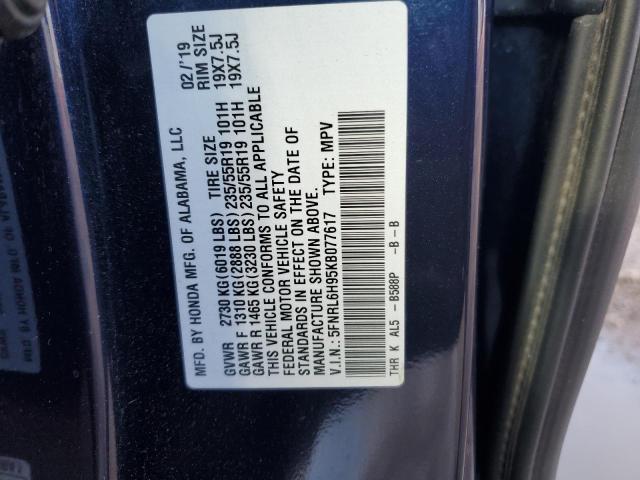 MFD. BY HONDA MFG. OF ALABAMA, LLC 02/'19
GVWR 2730 KG(6019 LBS) TIRE SIZE RIM SIZE
GAWR F 1310 KG(2888 LBS) 235/55R19 101H 19X7.5J
GAWR R 1465 KG(3230 LBS) 235/55R19 101H 19X7.5J
THIS VEHICLE CONFORMS TO ALL APPLICABLE
FEDERAL MOTOR VEHICLE SAFETY
STANDARDS IN EFFECT ON THE DATE OF
MANUFACTURE SHOWN ABOVE.
V.I.N.: 5FNRL6H95KB077617 TYPE: MPV
THR K AL5 - B588P -B -B